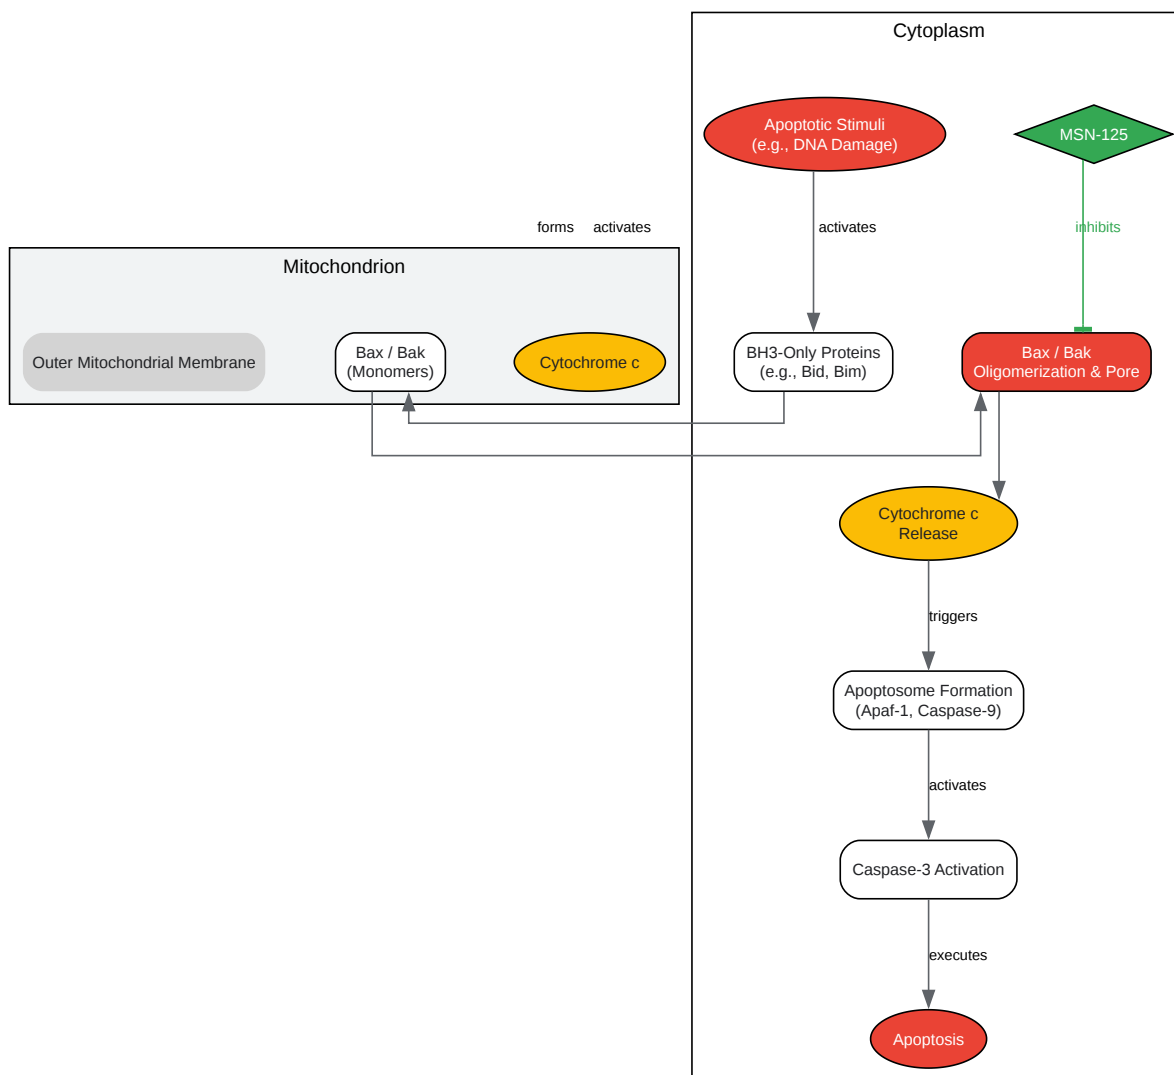 Cytoplasm
Apoptotic Stimuli
(e.g., DNA Damage)
MSN-125
forms
activates
activates
inhibits
Mitochondrion
Outer Mitochondrial Membrane
Bax / Bak
(Monomers)
Cytochrome c
BH3-Only Proteins
(e.g., Bid, Bim)
Bax / Bak
Oligomerization & Pore
Cytochrome c
Release
triggers
Apoptosome Formation
(Apaf-1, Caspase-9)
activates
Caspase-3 Activation
executes
Apoptosis